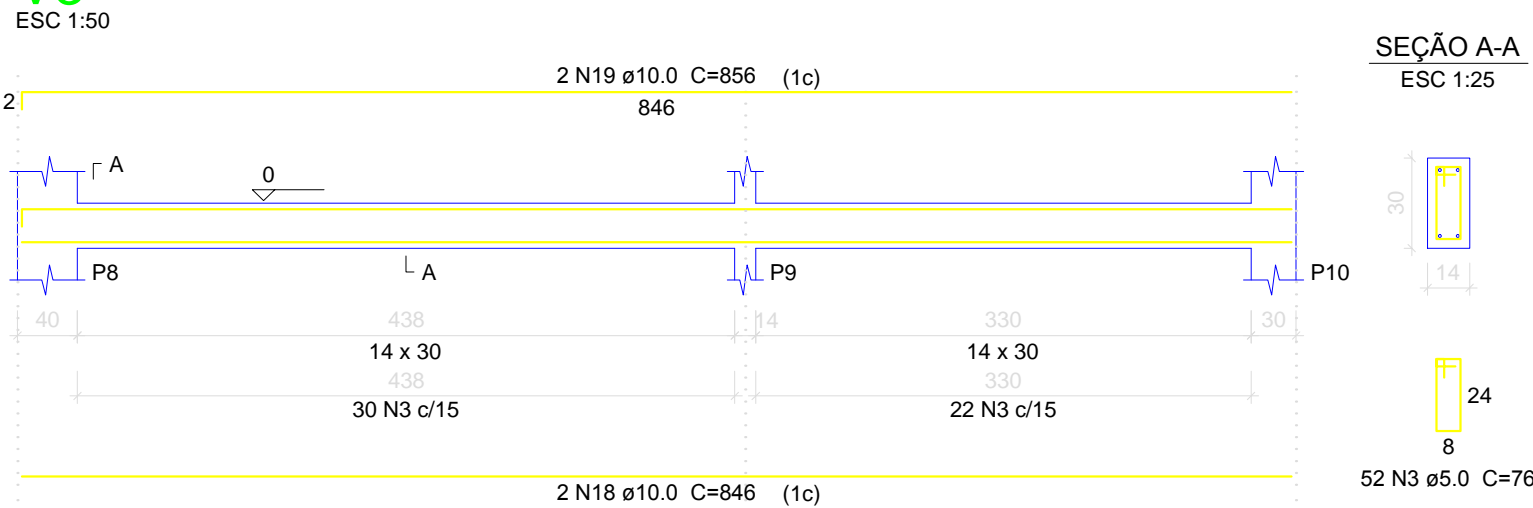 ESC 1:50
SEÇÃO A-A
ESC 1:25
2 N19 ø10.0 C=856 (1c)
846
2
A
0
30
A
P8
P9
P10
14
40
438
14
330
30
14 x 30
14 x 30
438
330
30 N3 c/15
22 N3 c/15
24
8
52 N3 ø5.0 C=76
2 N18 ø10.0 C=846 (1c)